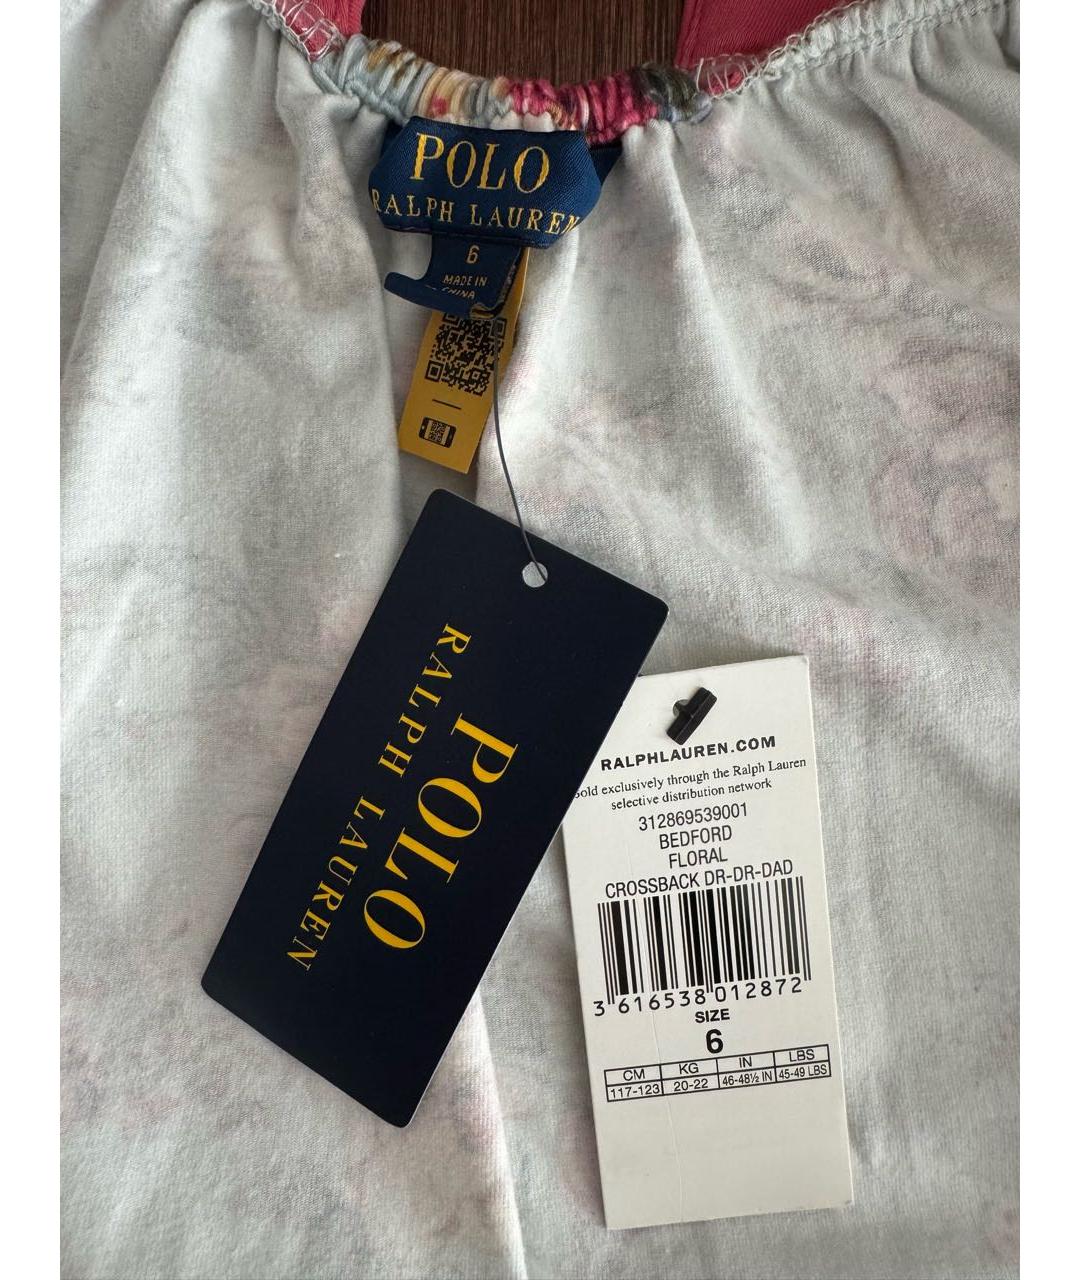 POLO
RALPH LAUREN
6
MADE IN
CHINA
POLO
RALPH LAUREN
RALPHLAUREN.COM
Sold exclusively through the Ralph Lauren
selective distribution network
312869539001
BEDFORD
FLORAL
CROSSBACK DR-DR-DAD
3 616538 012872
SIZE
6
CM KG IN LBS
117-123 20-22 46-48½ IN 45-49 LBS